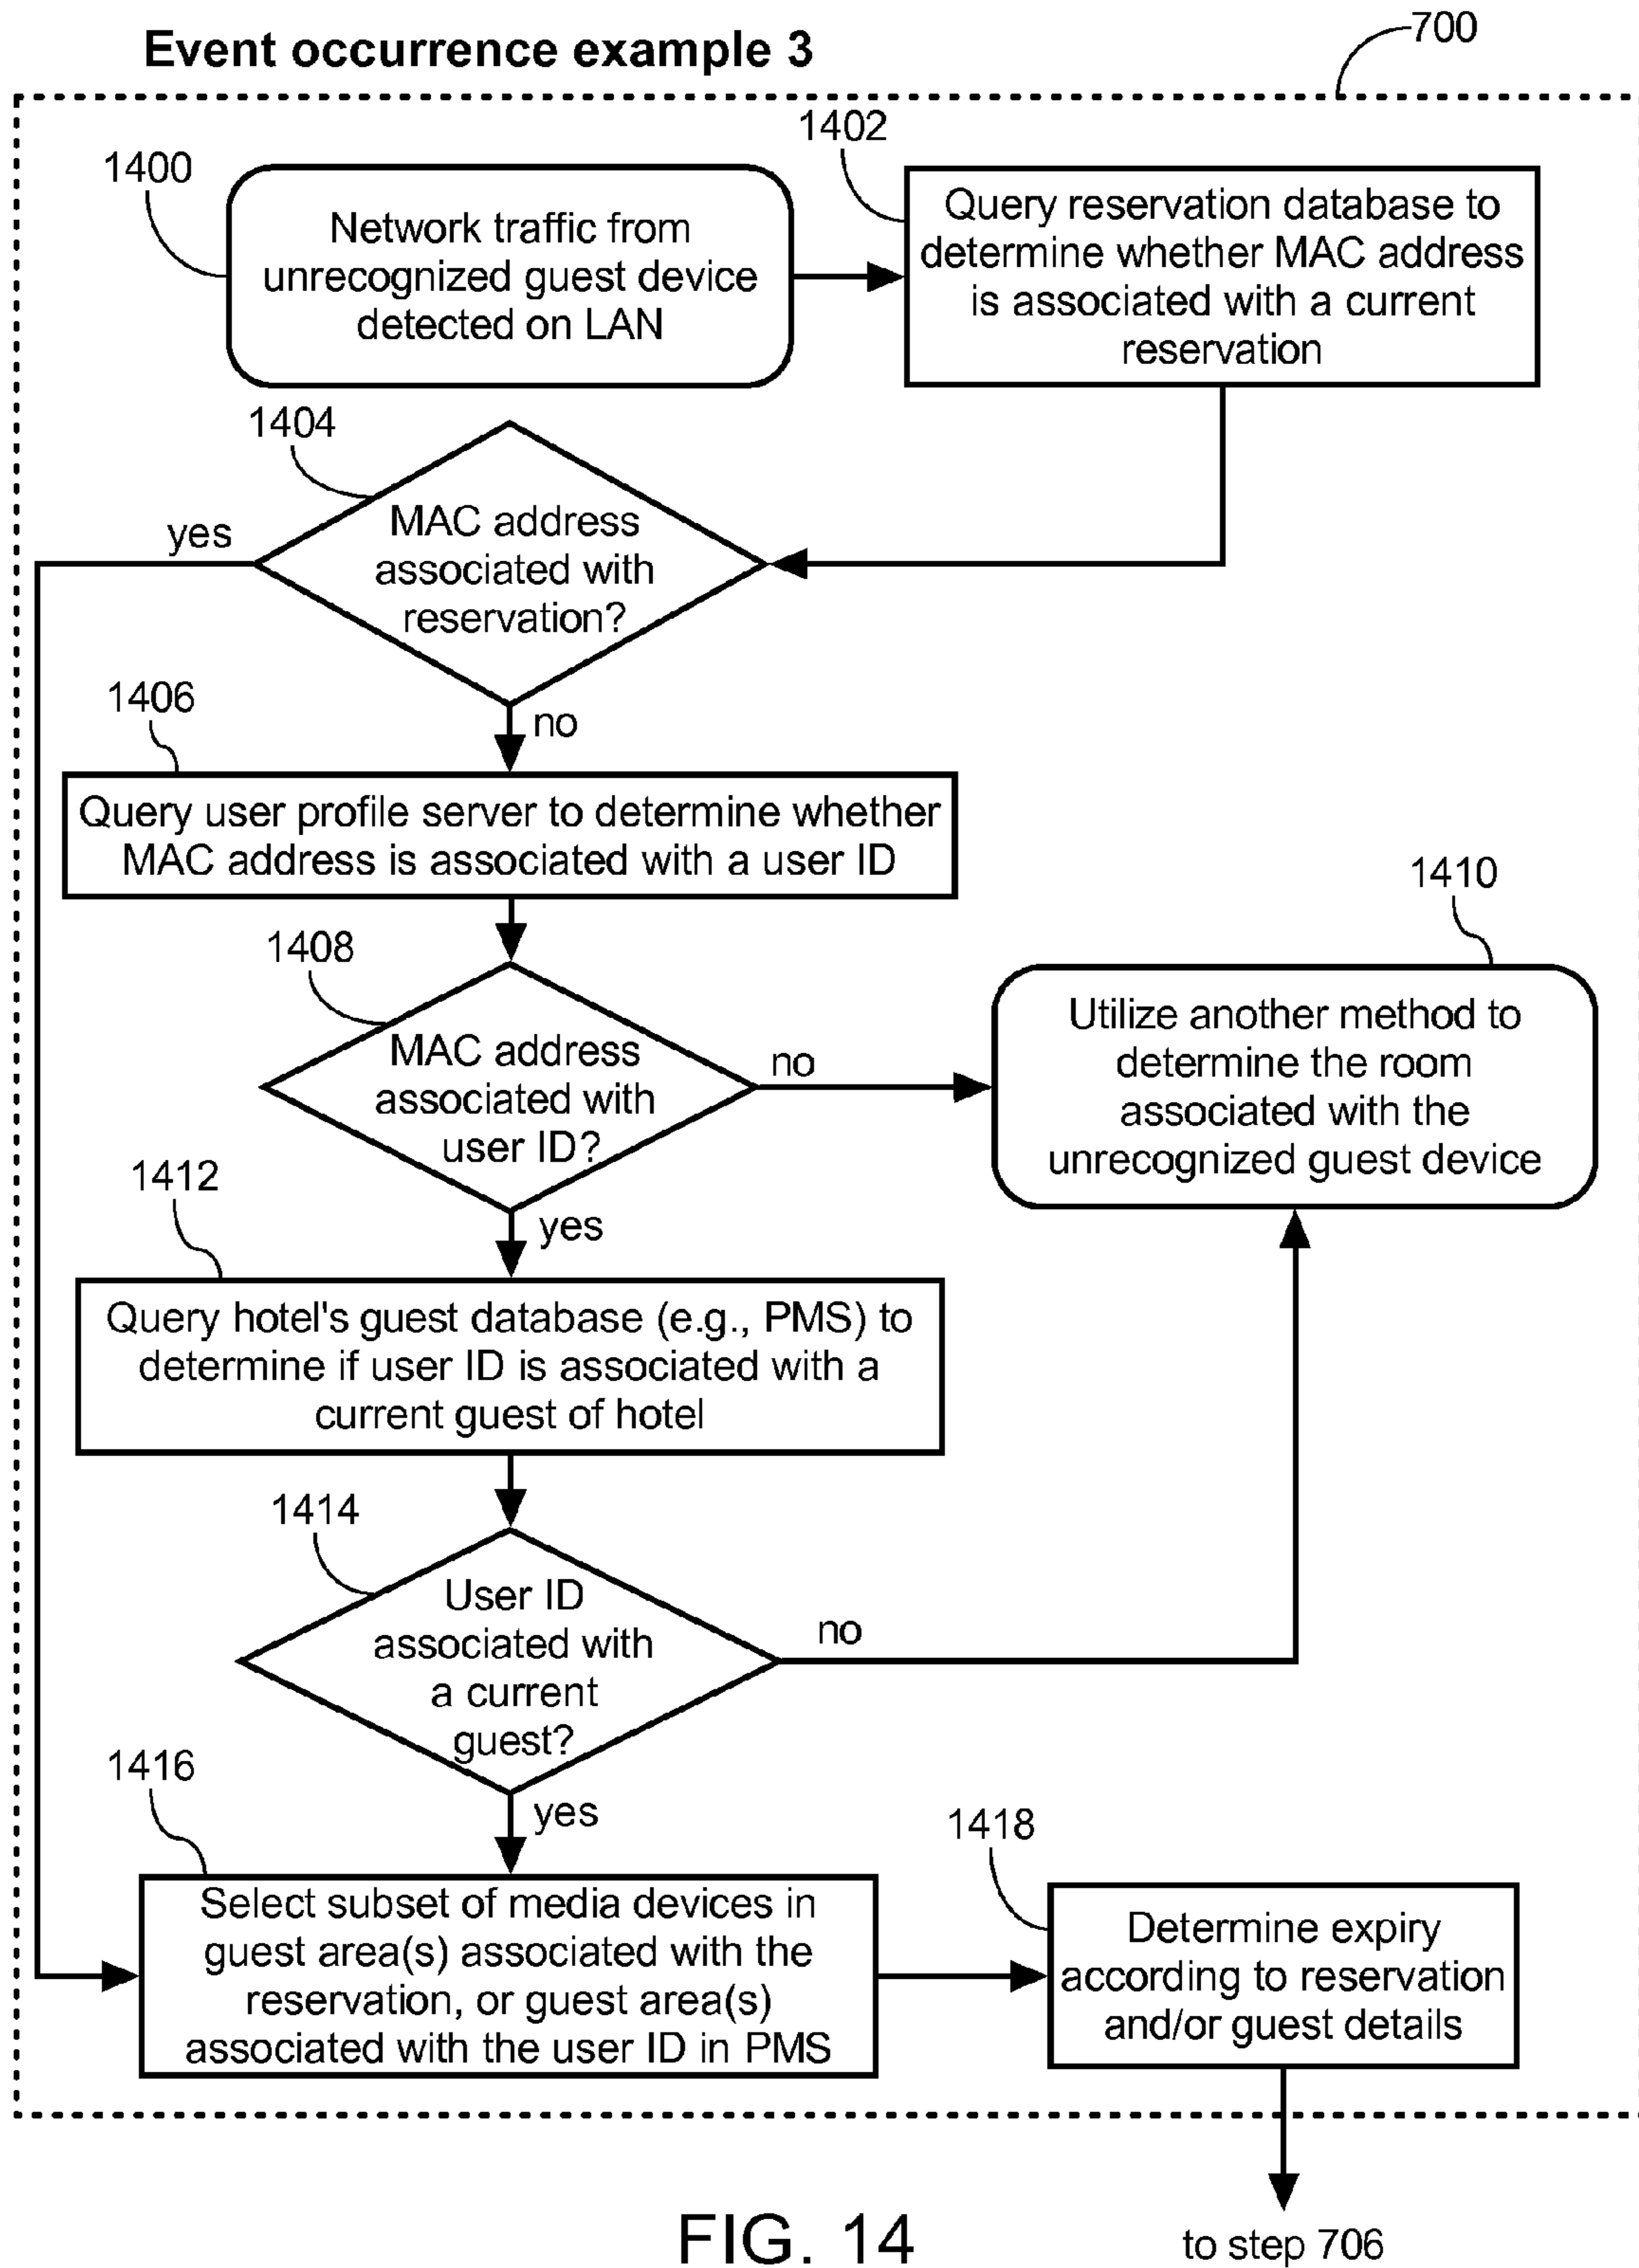 Event occurrence example 3
700
1400
1402
Network traffic from
unrecognized guest device
detected on LAN
Query reservation database to
determine whether MAC address
is associated with a current
reservation
1404
MAC address
associated with
reservation?
yes
no
1406
Query user profile server to determine whether
MAC address is associated with a user ID
1408
MAC address
associated with
user ID?
no
yes
1410
Utilize another method to
determine the room
associated with the
unrecognized guest device
1412
Query hotel's guest database (e.g., PMS) to
determine if user ID is associated with a
current guest of hotel
1414
User ID
associated with
a current
guest?
no
yes
1416
Select subset of media devices in
guest area(s) associated with the
reservation, or guest area(s)
associated with the user ID in PMS
1418
Determine expiry
according to reservation
and/or guest details
to step 706
FIG. 14